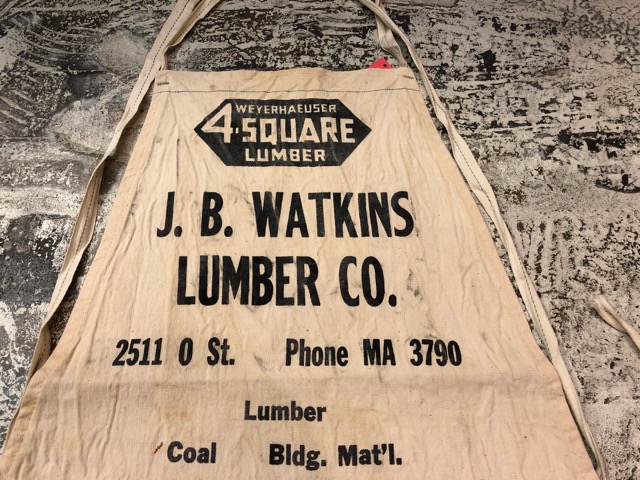 WEYERHAEUSER
4-SQUARE
LUMBER
J. B. WATKINS
LUMBER CO.
2511 O St. Phone MA 3790
Lumber
Coal Bldg. Mat'l.